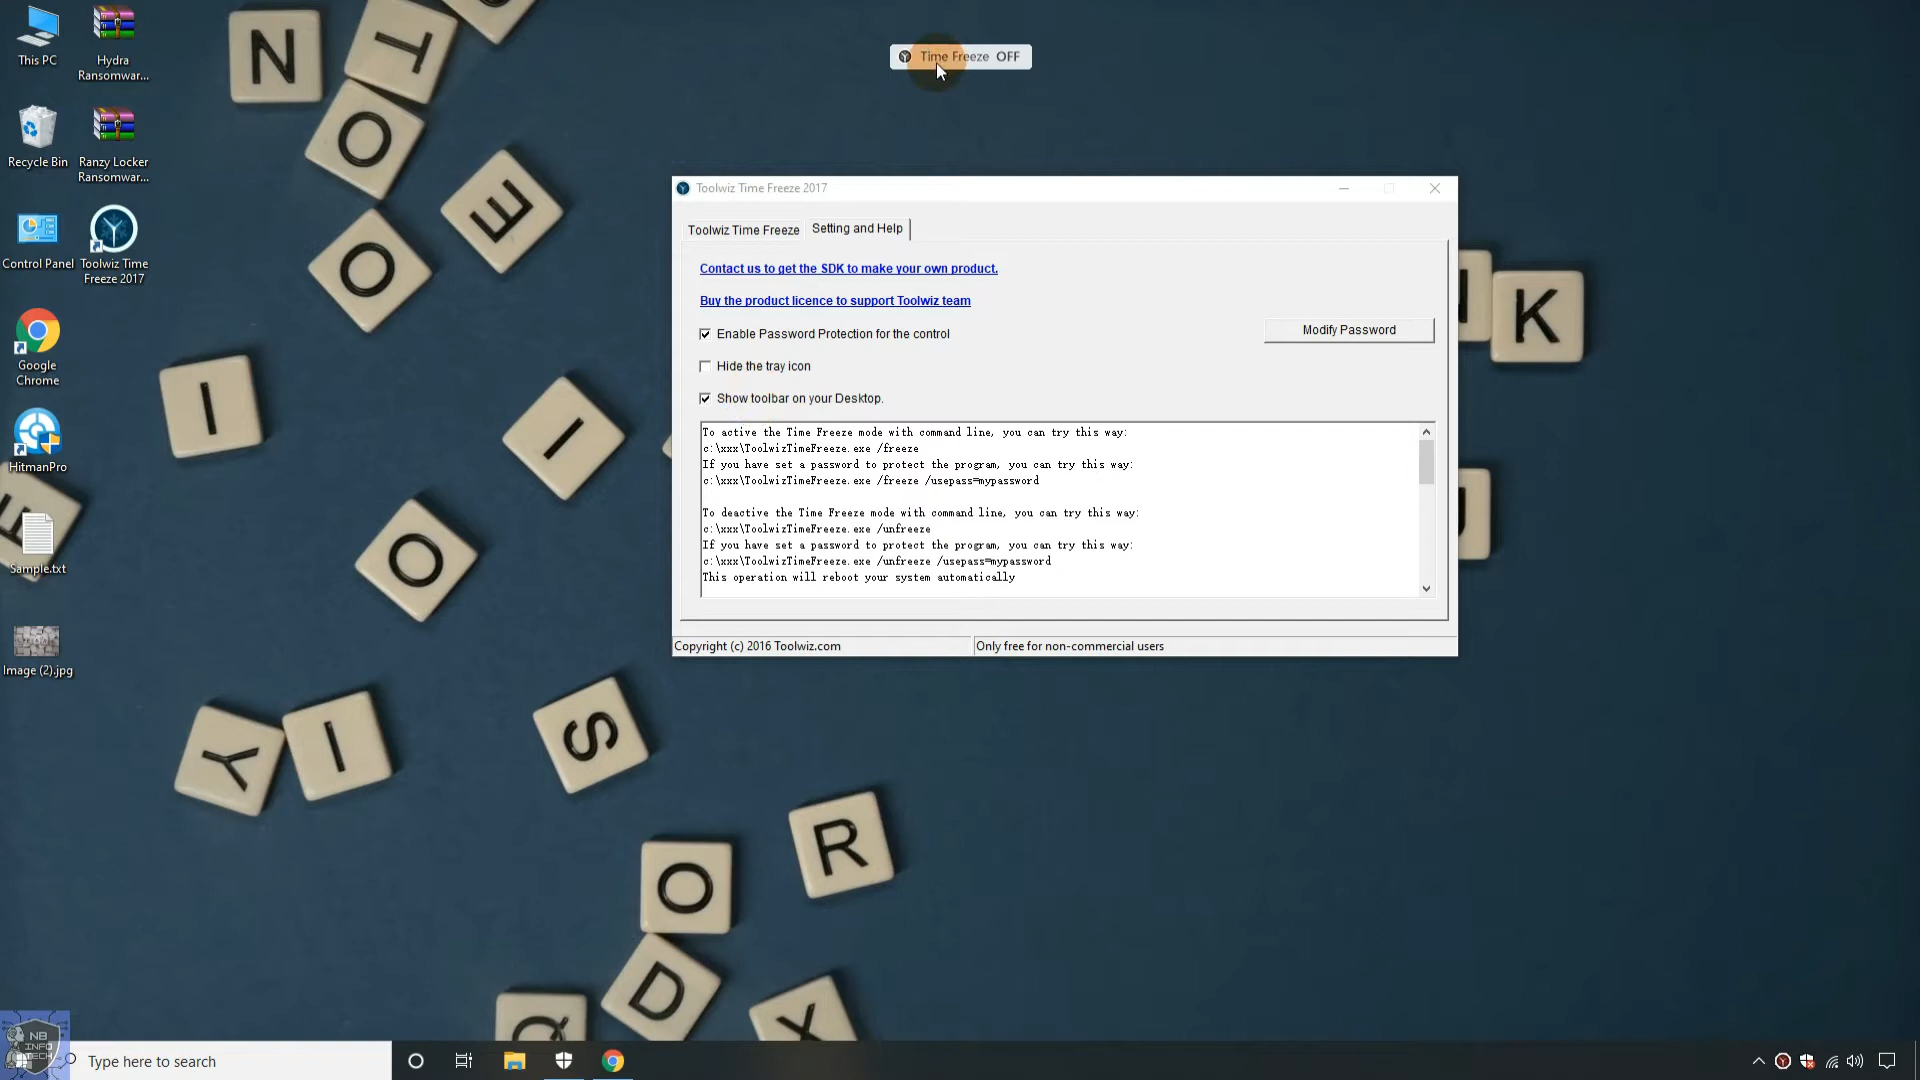 This PC
Hydra
Ransomwar...
Recycle Bin
Ranzy Locker
Ransomwar...
Control Panel
Toolwiz Time
Freeze 2017
Google
Chrome
HitmanPro
Sample.txt
Image (2).jpg
Time Freeze OFF
Toolwiz Time Freeze 2017
Toolwiz Time Freeze
Setting and Help
Contact us to get the SDK to make your own product.
Buy the product licence to support Toolwiz team
Enable Password Protection for the control
Modify Password
Hide the tray icon
Show toolbar on your Desktop.
To active the Time Freeze mode with command line, you can try this way:
c:\xxx\ToolwizTimeFreeze.exe /freeze
If you have set a password to protect the program, you can try this way:
c:\xxx\ToolwizTimeFreeze.exe /freeze /usepass=mypassword
To deactive the Time Freeze mode with command line, you can try this way:
c:\xxx\ToolwizTimeFreeze.exe /unfreeze
If you have set a password to protect the program, you can try this way:
c:\xxx\ToolwizTimeFreeze.exe /unfreeze /usepass=mypassword
This operation will reboot your system automatically
Copyright (c) 2016 Toolwiz.com
Only free for non-commercial users
N
T
O
E
O
I
I
O
E
K
S
Y
I
R
O
D
Q
X
NB
INFO
TECH
Type here to search